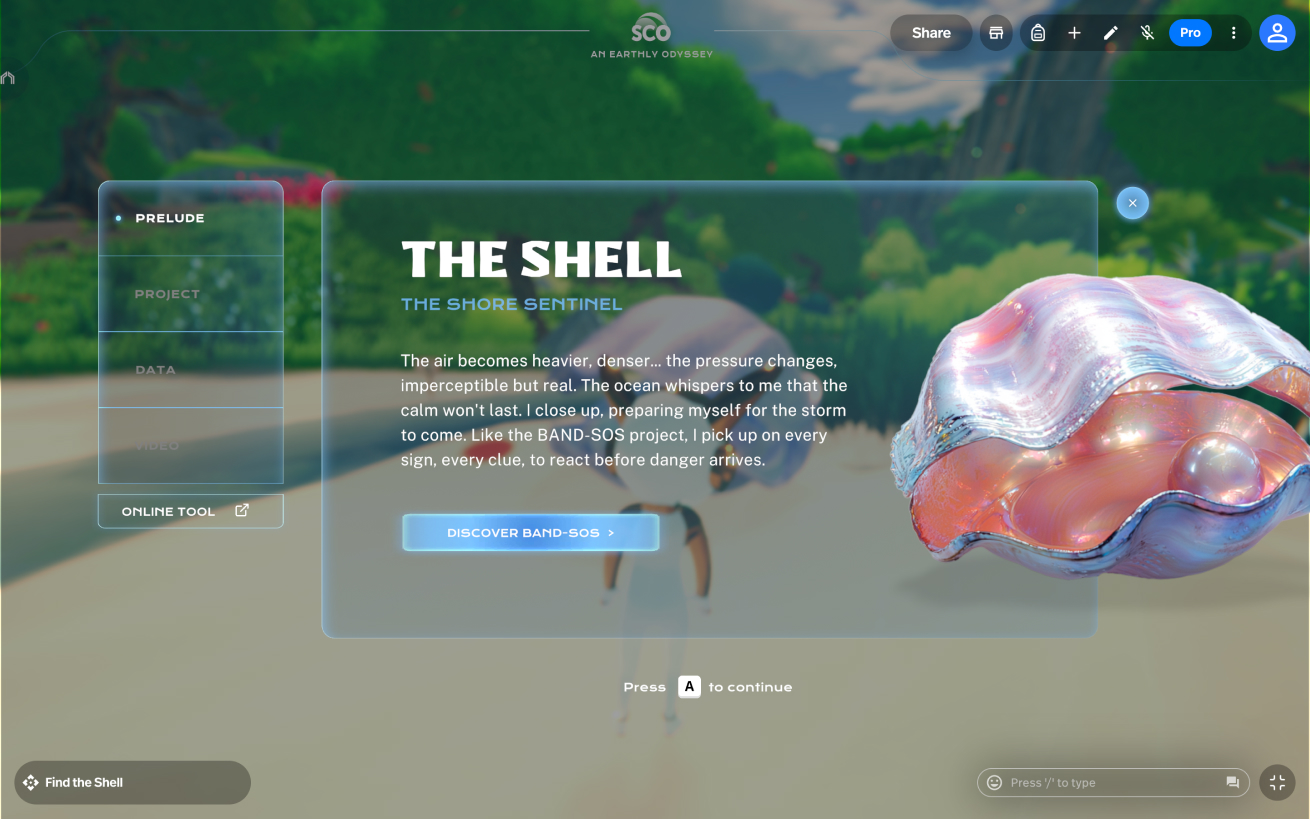 SCO
AN EARTHLY ODYSSEY
Share
Pro
PRELUDE
PROJECT
DATA
VIDEO
ONLINE TOOL
THE SHELL
THE SHORE SENTINEL
The air becomes heavier, denser... the pressure changes,
imperceptible but real. The ocean whispers to me that the
calm won't last. I close up, preparing myself for the storm
to come. Like the BAND-SOS project, I pick up on every
sign, every clue, to react before danger arrives.
DISCOVER BAND-SOS >
Press A to continue
Find the Shell
Press '/' to type